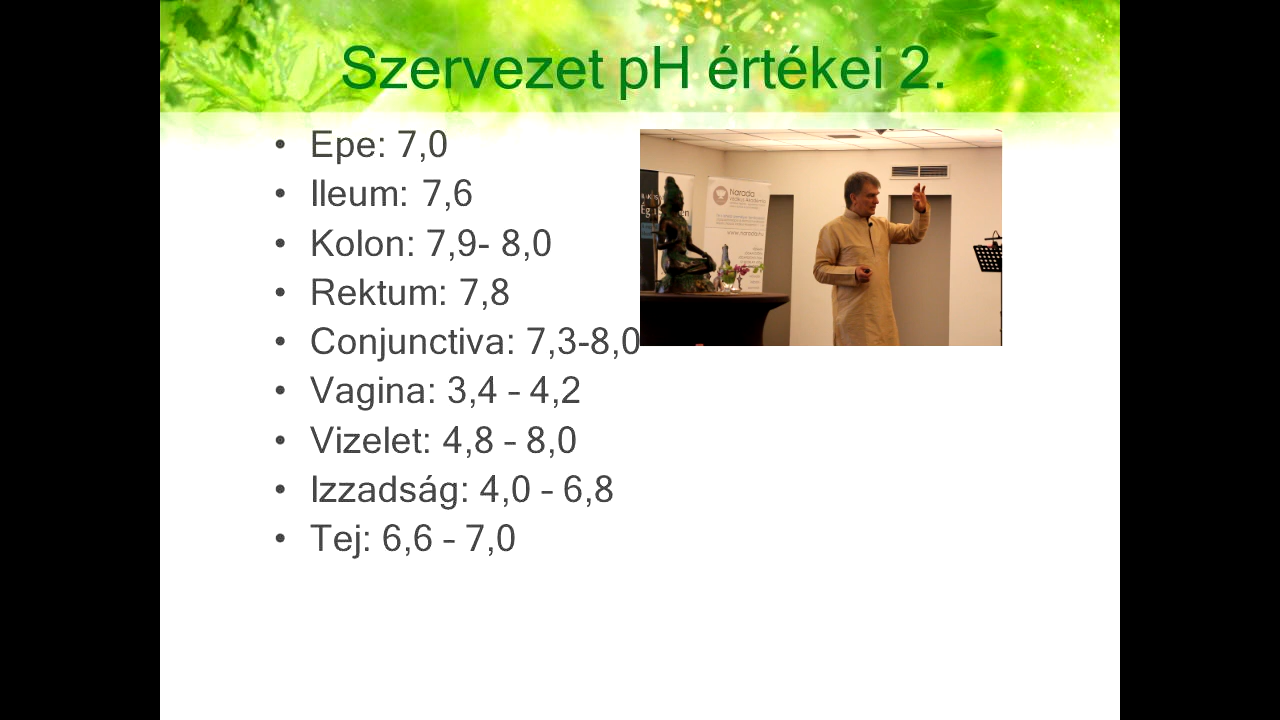 Szervezet pH értékei 2.
• Epe: 7,0
• Ileum: 7,6
• Kolon: 7,9- 8,0
• Rektum: 7,8
• Conjunctiva: 7,3-8,0
• Vagina: 3,4 – 4,2
• Vizelet: 4,8 – 8,0
• Izzadság: 4,0 – 6,8
• Tej: 6,6 – 7,0
Narada